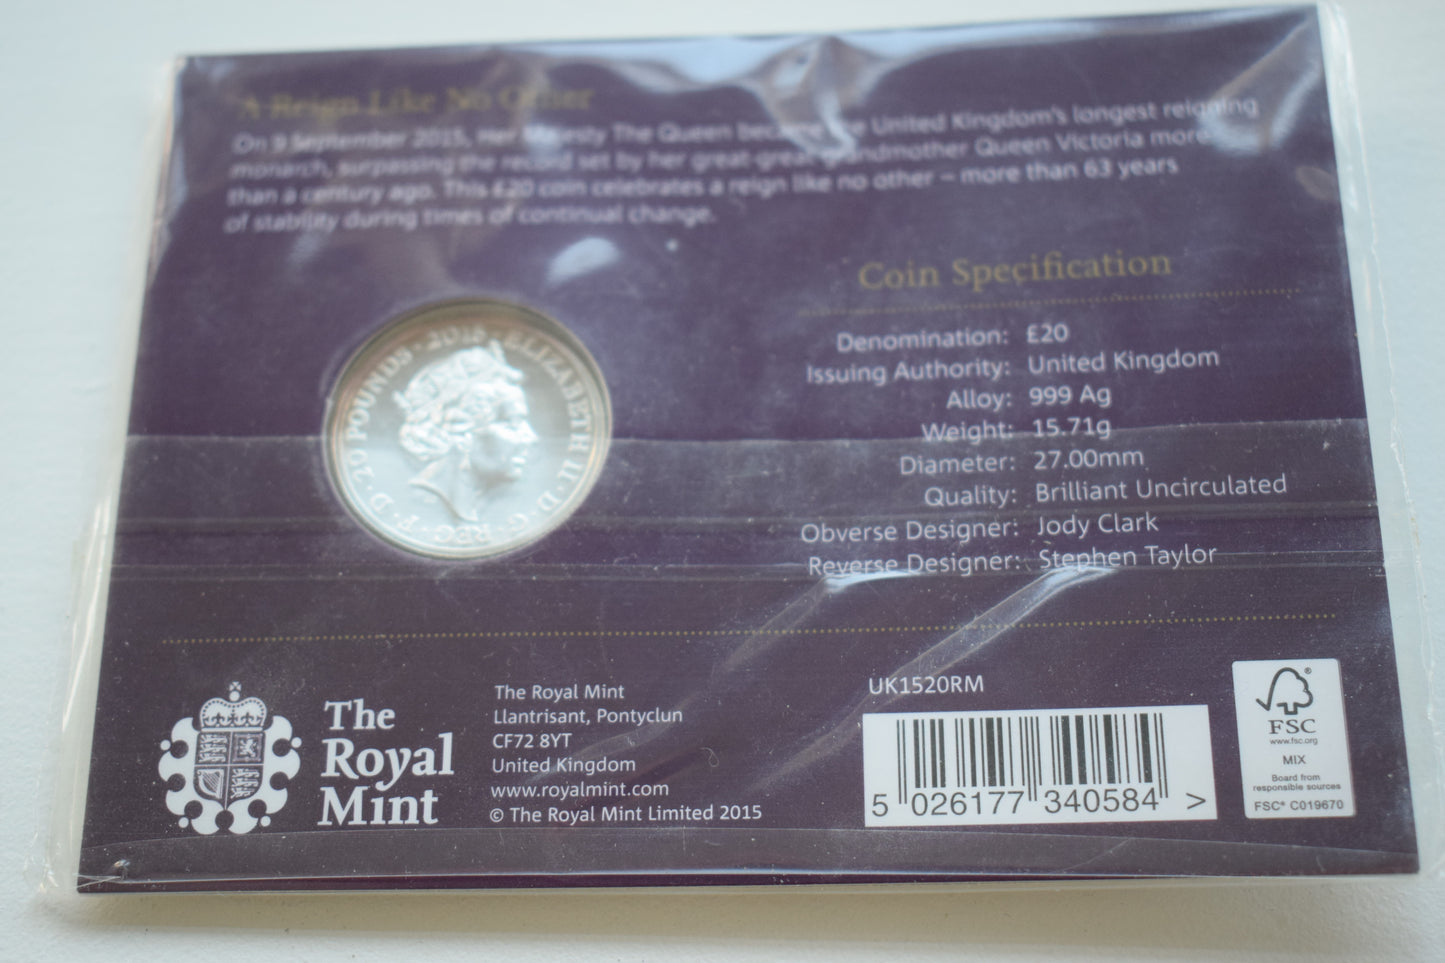 A Reign Like No Other
On 9 September 2015, Her Majesty The Queen became the United Kingdom's longest reigning
monarch, surpassing the record set by her great-great-grandmother Queen Victoria more
than a century ago. This £20 coin celebrates a reign like no other – more than 63 years
of stability during times of continual change.
Coin Specification
Denomination: £20
Issuing Authority: United Kingdom
Alloy: 999 Ag
Weight: 15.71g
Diameter: 27.00mm
Quality: Brilliant Uncirculated
Obverse Designer: Jody Clark
Reverse Designer: Stephen Taylor
ELIZABETH II · D · G · REG · F · D · 20 POUNDS · 2015 ·
The
Royal
Mint
The Royal Mint
Llantrisant, Pontyclun
CF72 8YT
United Kingdom
www.royalmint.com
© The Royal Mint Limited 2015
UK1520RM
5 026177 340584 >
FSC
www.fsc.org
MIX
Board from
responsible sources
FSC® C019670